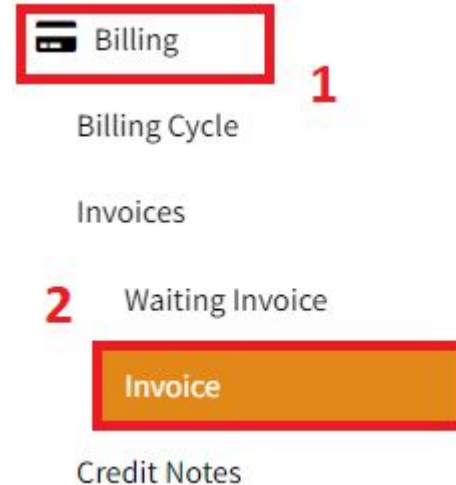 Billing
1
Billing Cycle
Invoices
2 Waiting Invoice
Invoice
Credit Notes